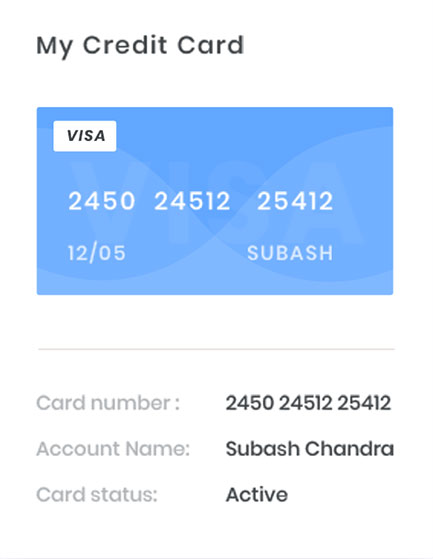 My Credit Card
VISA
VISA
2450 24512 25412
12/05 SUBASH
Card number : 2450 24512 25412
Account Name: Subash Chandra
Card status: Active